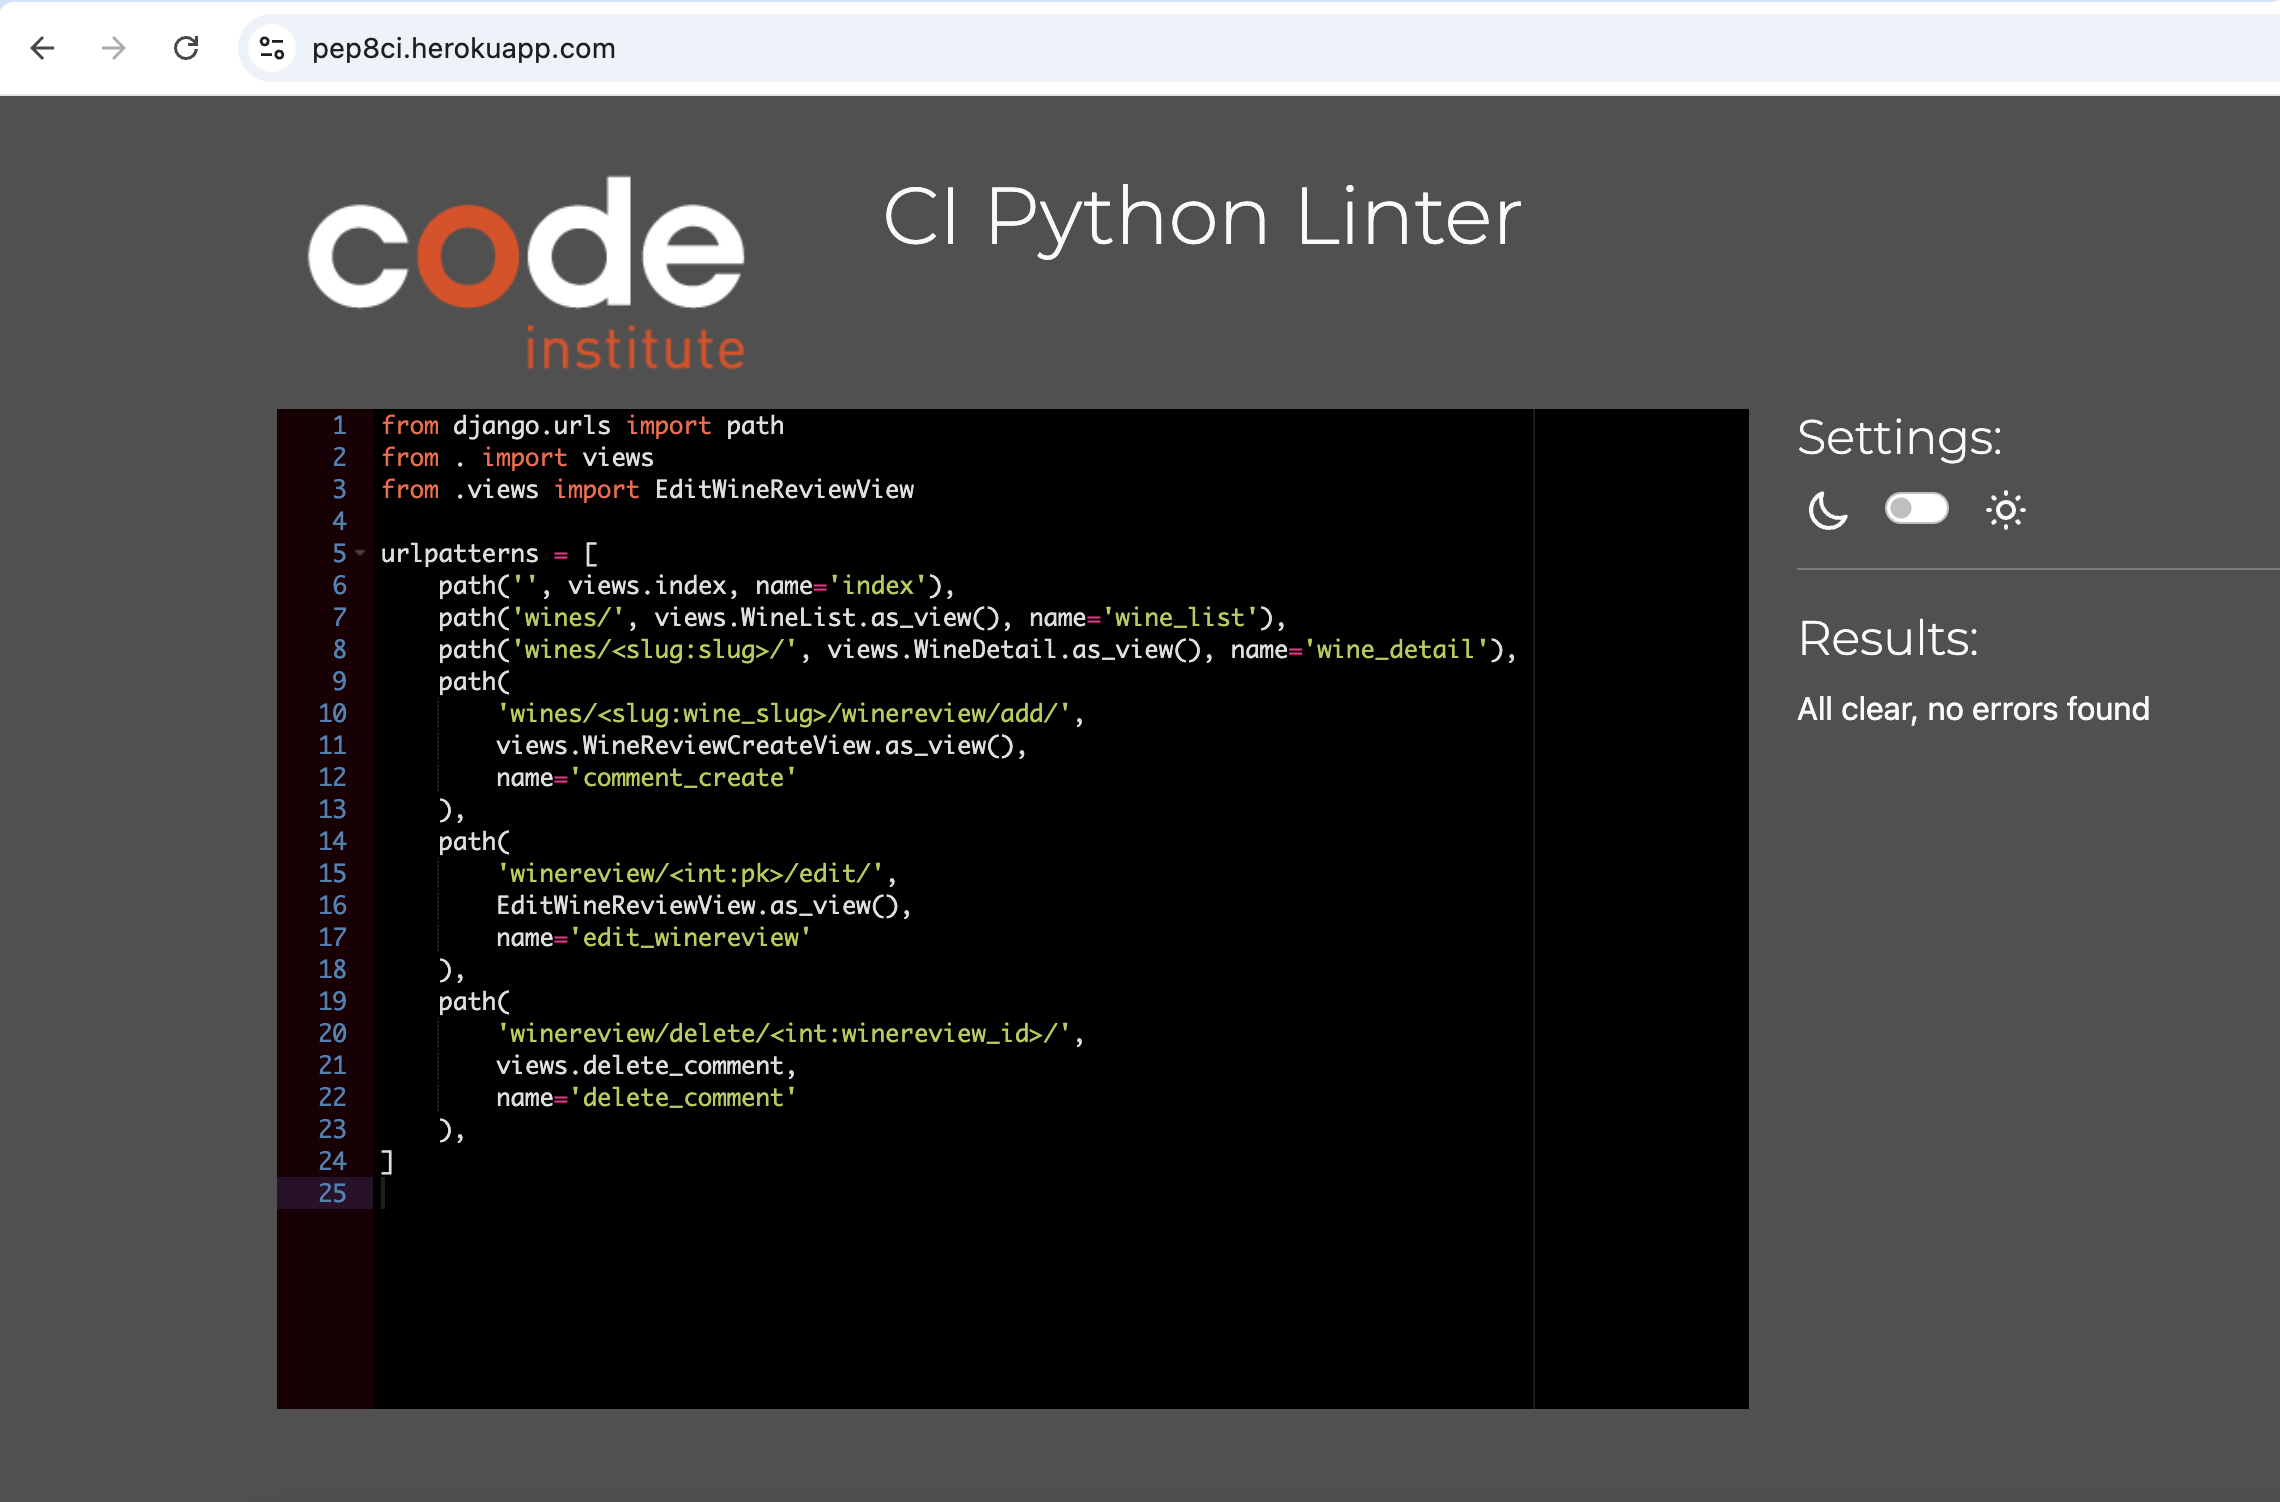 pep8ci.herokuapp.com
code
institute
CI Python Linter
1 from django.urls import path
2 from . import views
3 from .views import EditWineReviewView
4
5 urlpatterns = [
6     path('', views.index, name='index'),
7     path('wines/', views.WineList.as_view(), name='wine_list'),
8     path('wines/<slug:slug>/', views.WineDetail.as_view(), name='wine_detail'),
9     path(
10         'wines/<slug:wine_slug>/winereview/add/',
11         views.WineReviewCreateView.as_view(),
12         name='comment_create'
13     ),
14     path(
15         'winereview/<int:pk>/edit/',
16         EditWineReviewView.as_view(),
17         name='edit_winereview'
18     ),
19     path(
20         'winereview/delete/<int:winereview_id>/',
21         views.delete_comment,
22         name='delete_comment'
23     ),
24 ]
25
Settings:
Results:
All clear, no errors found